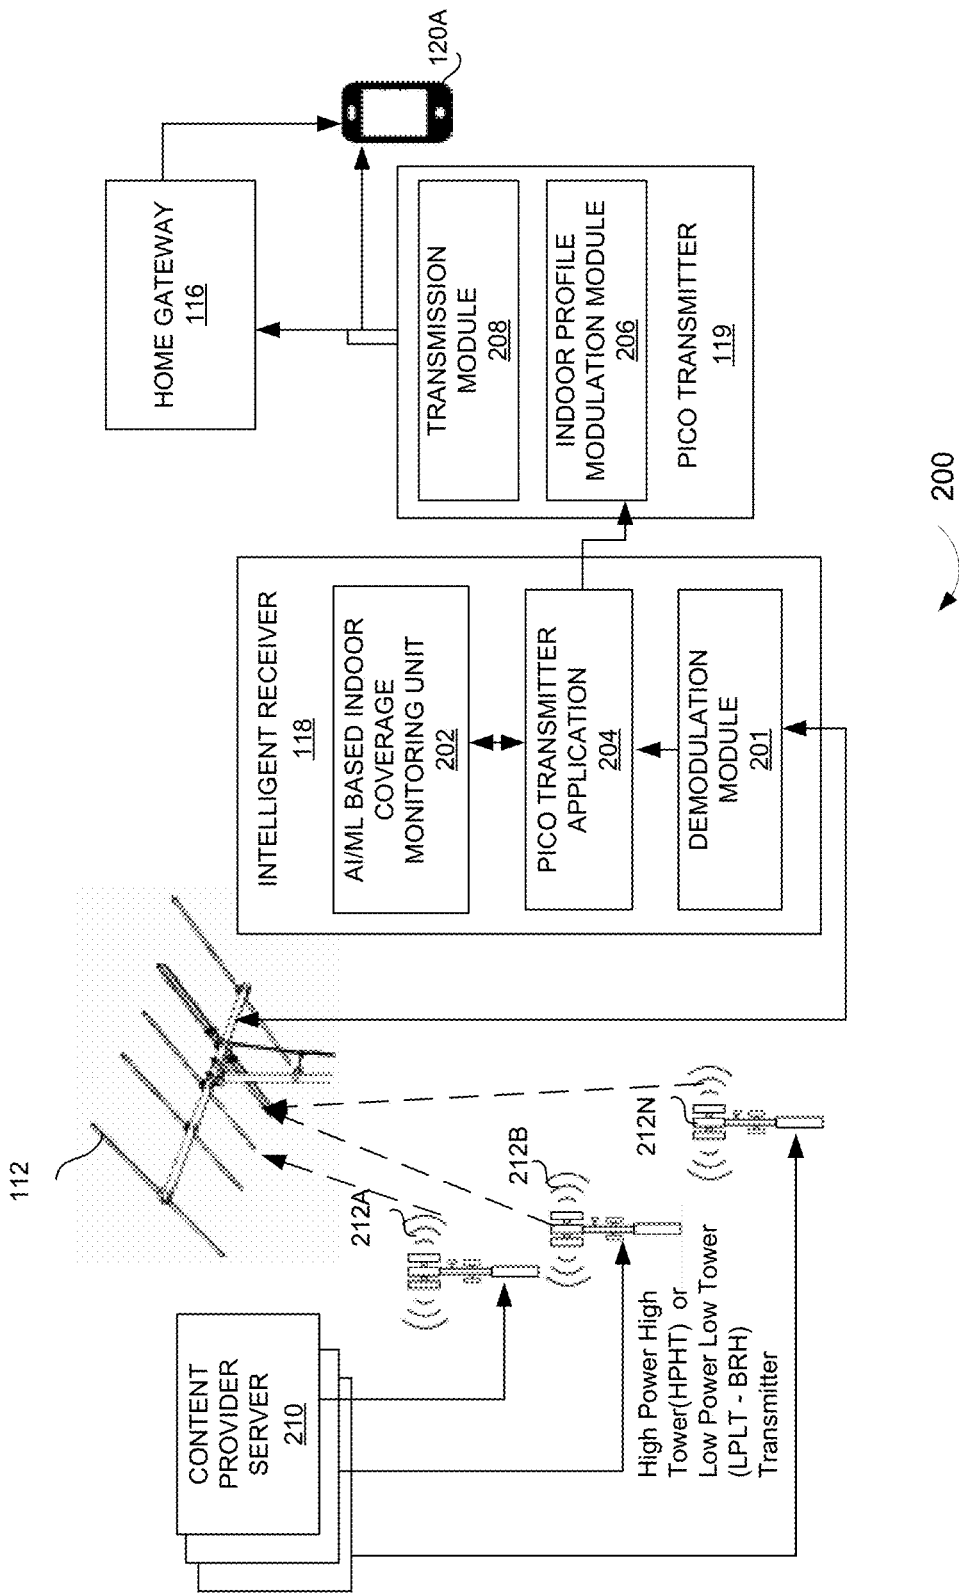 CONTENT
PROVIDER
SERVER
210
112
212A
212B
212N
High Power High
Tower(HPHT) or
Low Power Low Tower
(LPLT - BRH)
Transmitter
INTELLIGENT RECEIVER
118
AI/ML BASED INDOOR
COVERAGE
MONITORING UNIT
202
PICO TRANSMITTER
APPLICATION
204
DEMODULATION
MODULE
201
HOME GATEWAY
116
120A
TRANSMISSION
MODULE
208
INDOOR PROFILE
MODULATION MODULE
206
PICO TRANSMITTER
119
200